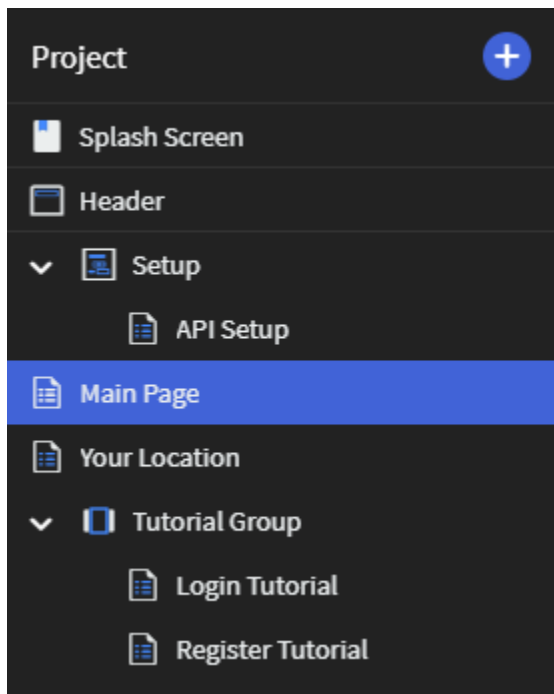 Project
Splash Screen
Header
Setup
API Setup
Main Page
Your Location
Tutorial Group
Login Tutorial
Register Tutorial